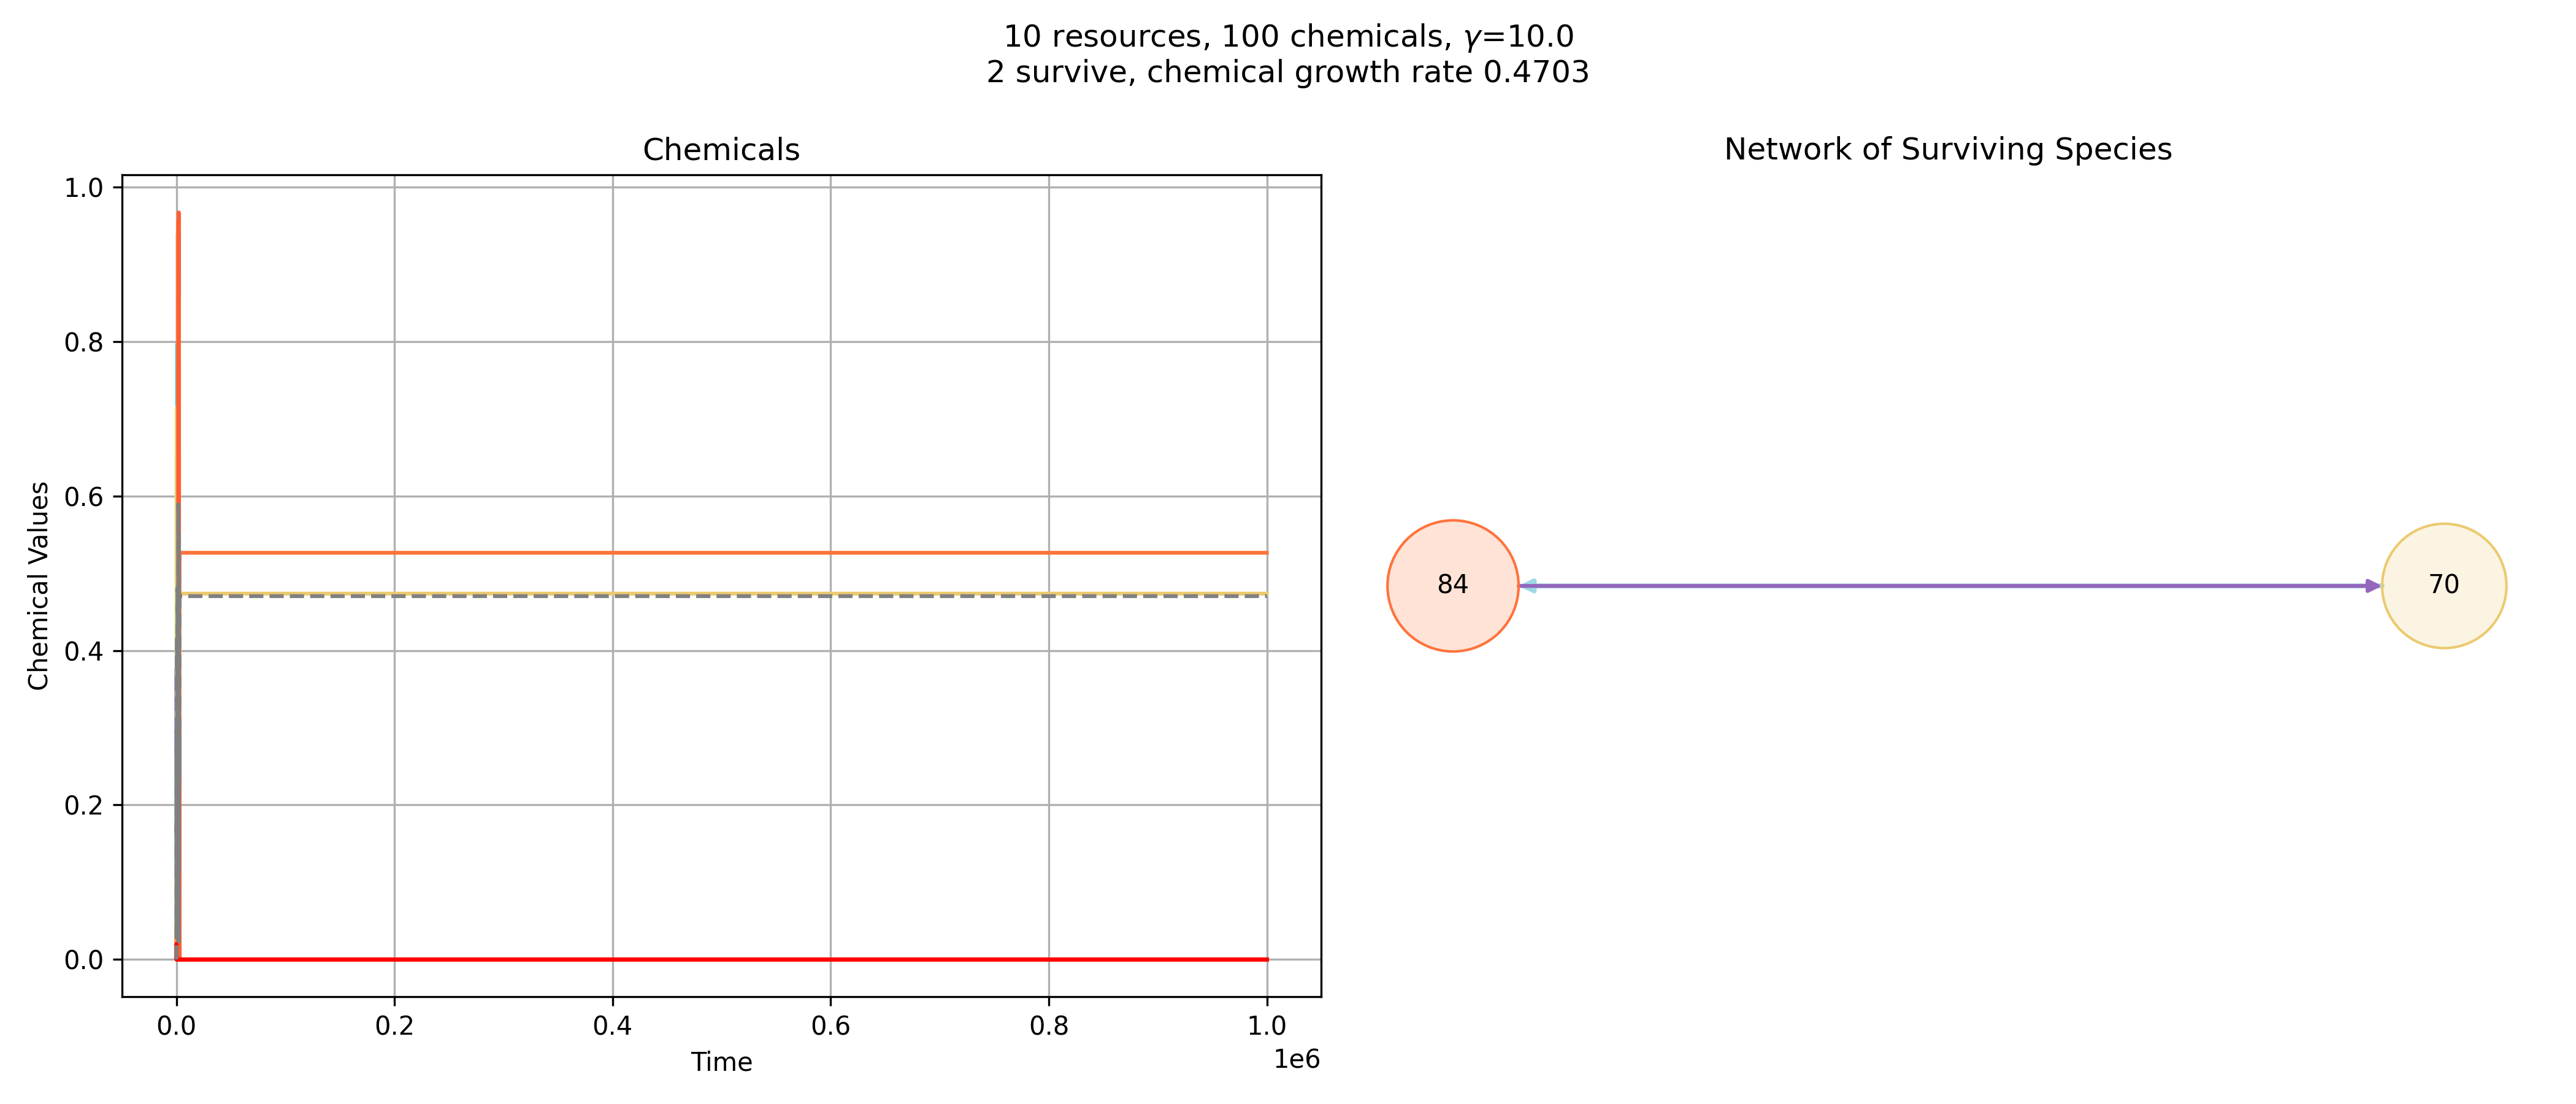 10 resources, 100 chemicals, γ=10.0
2 survive, chemical growth rate 0.4703
Chemicals
Network of Surviving Species
Chemical Values
1.0
0.8
0.6
0.4
0.2
0.0
0.0 0.2 0.4 0.6 0.8 1.0
1e6
Time
84
70